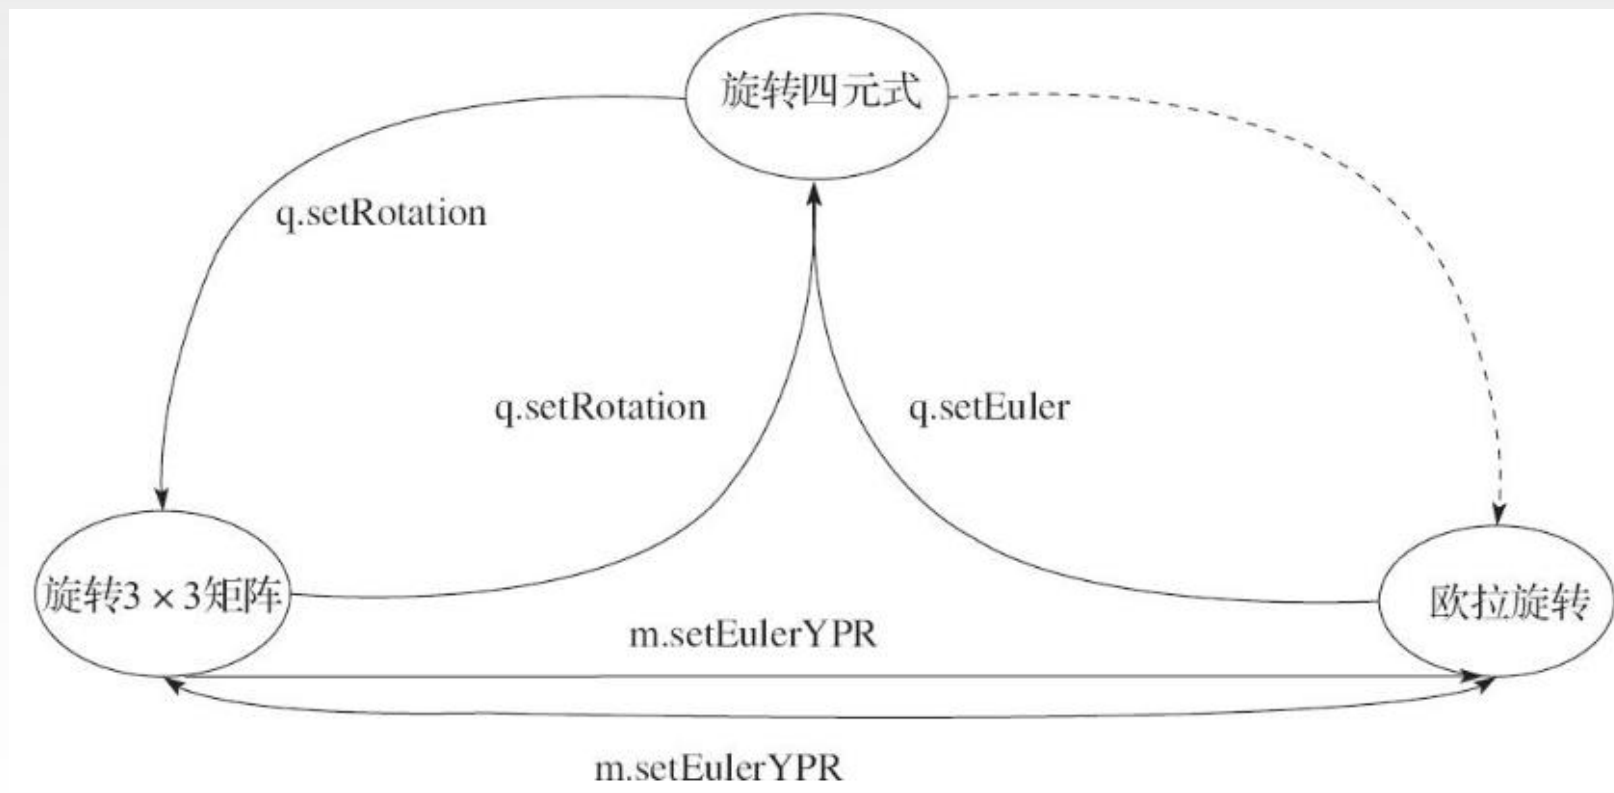 旋转四元式
q.setRotation
q.setRotation
q.setEuler
旋转3 × 3矩阵
欧拉旋转
m.setEulerYPR
m.setEulerYPR